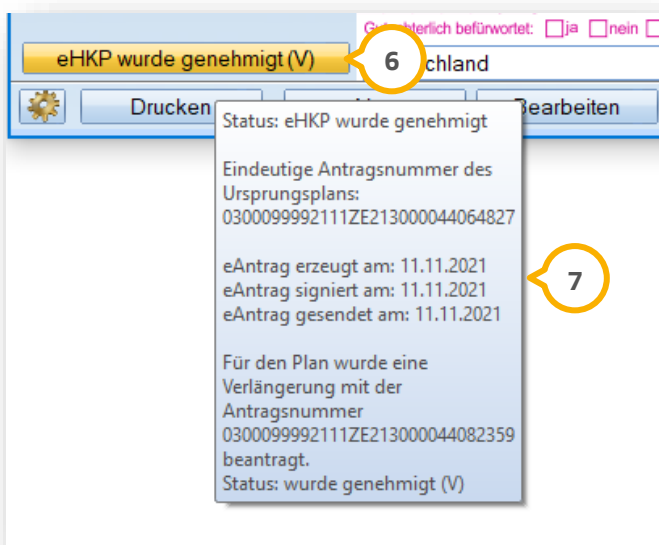 Gutachterlich befürwortet: ja nein
eHKP wurde genehmigt (V)
6
chland
Drucken
Bearbeiten
Status: eHKP wurde genehmigt
Eindeutige Antragsnummer des
Ursprungsplans:
0300099992111ZE213000044064827
eAntrag erzeugt am: 11.11.2021
eAntrag signiert am: 11.11.2021
eAntrag gesendet am: 11.11.2021
7
Für den Plan wurde eine
Verlängerung mit der
Antragsnummer
0300099992111ZE213000044082359
beantragt.
Status: wurde genehmigt (V)